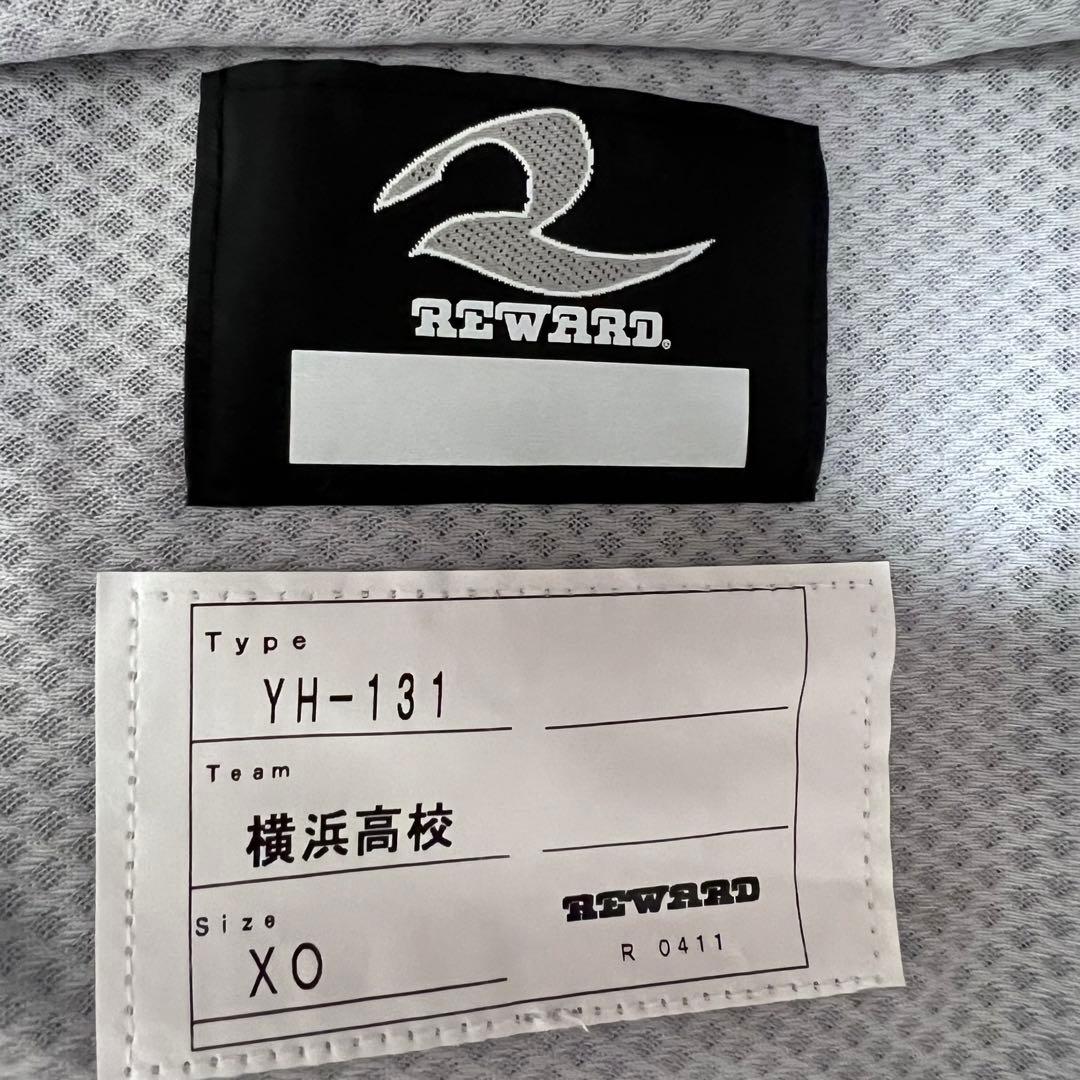 REWARD®
Type
YH-131
Team
横浜高校
Size
XO
REWARD
R 0411